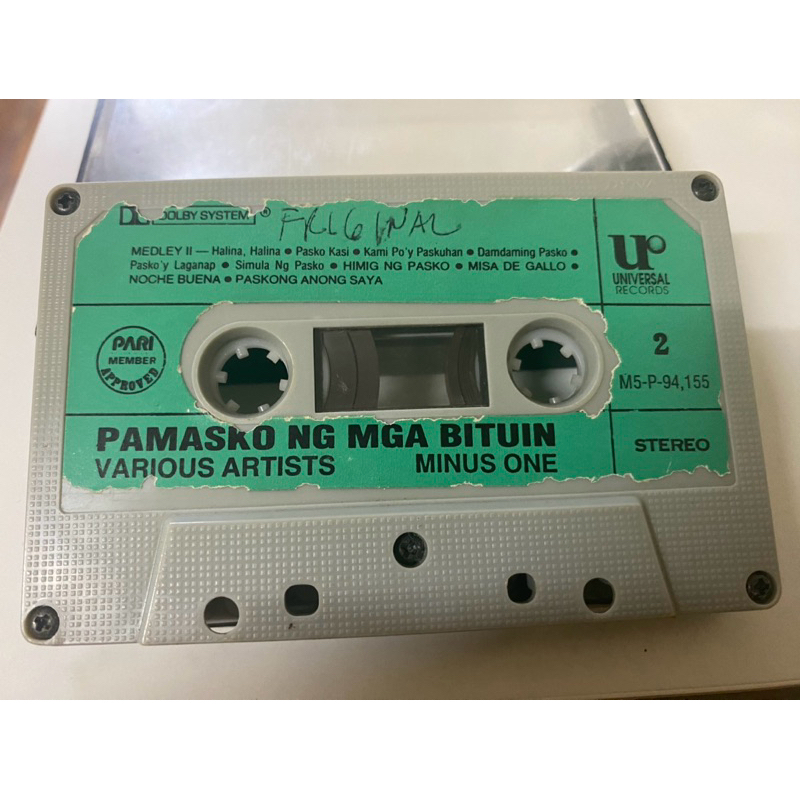 DOLBY SYSTEM ®
MEDLEY II — Halina, Halina • Pasko Kasi • Kami Po'y Paskuhan • Damdaming Pasko •
Pasko'y Laganap • Simula Ng Pasko • HIMIG NG PASKO • MISA DE GALLO •
NOCHE BUENA • PASKONG ANONG SAYA
UP
UNIVERSAL
RECORDS
PARI
MEMBER
APPROVED
2
M5-P-94,155
PAMASKO NG MGA BITUIN
VARIOUS ARTISTS MINUS ONE
STEREO